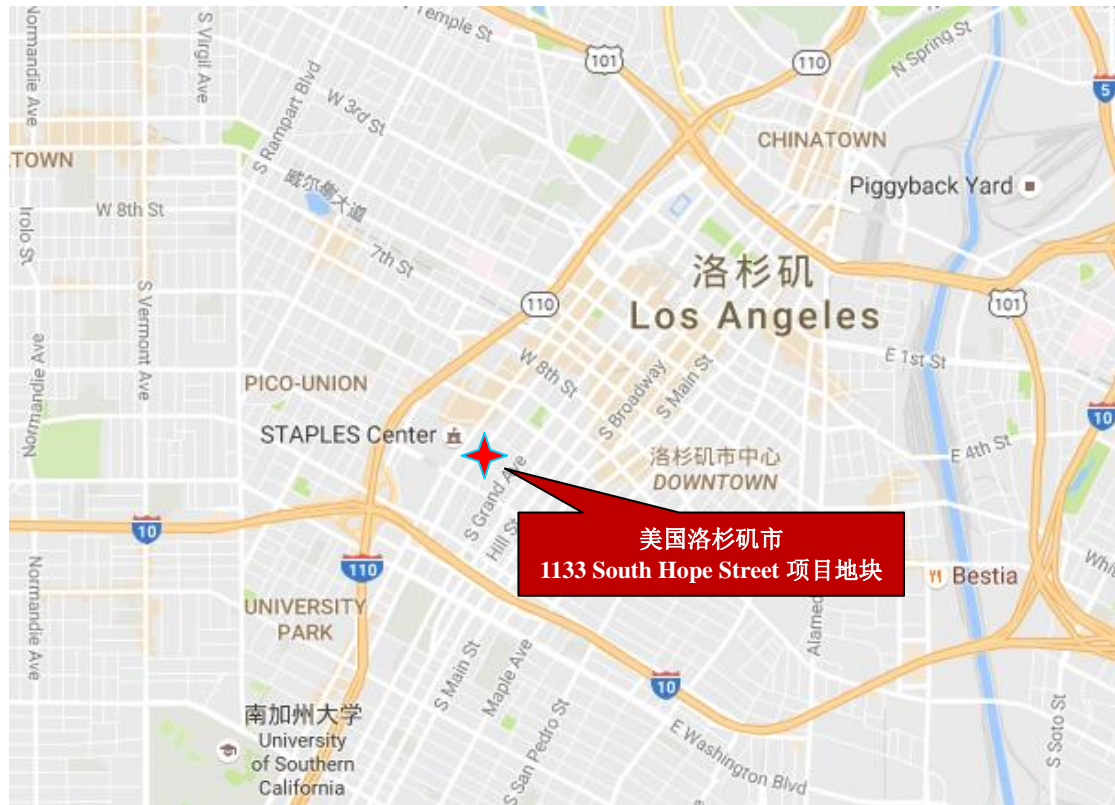 Normandie Ave
S Virgil Ave
Temple St
101
110
N Spring St
5
S Rampart Blvd
W 3rd St
CHINATOWN
TOWN
Piggyback Yard
W 8th St
威尔榭大道
Irolo St
7th St
洛杉矶
Los Angeles
110
101
S Vermont Ave
E 1st St
Normandie Ave
W 8th St
PICO-UNION
S Broadway
S Main St
10
STAPLES Center
E 4th St
洛杉矶市中心
DOWNTOWN
S Grand Ave
Hill St
10
美国洛杉矶市
1133 South Hope Street 项目地块
110
Bestia
Normandie Ave
UNIVERSITY
PARK
Alamed
S Main St
Maple Ave
10
南加州大学
University
of Southern
California
S San Pedro St
E Washington Blvd
S Soto St